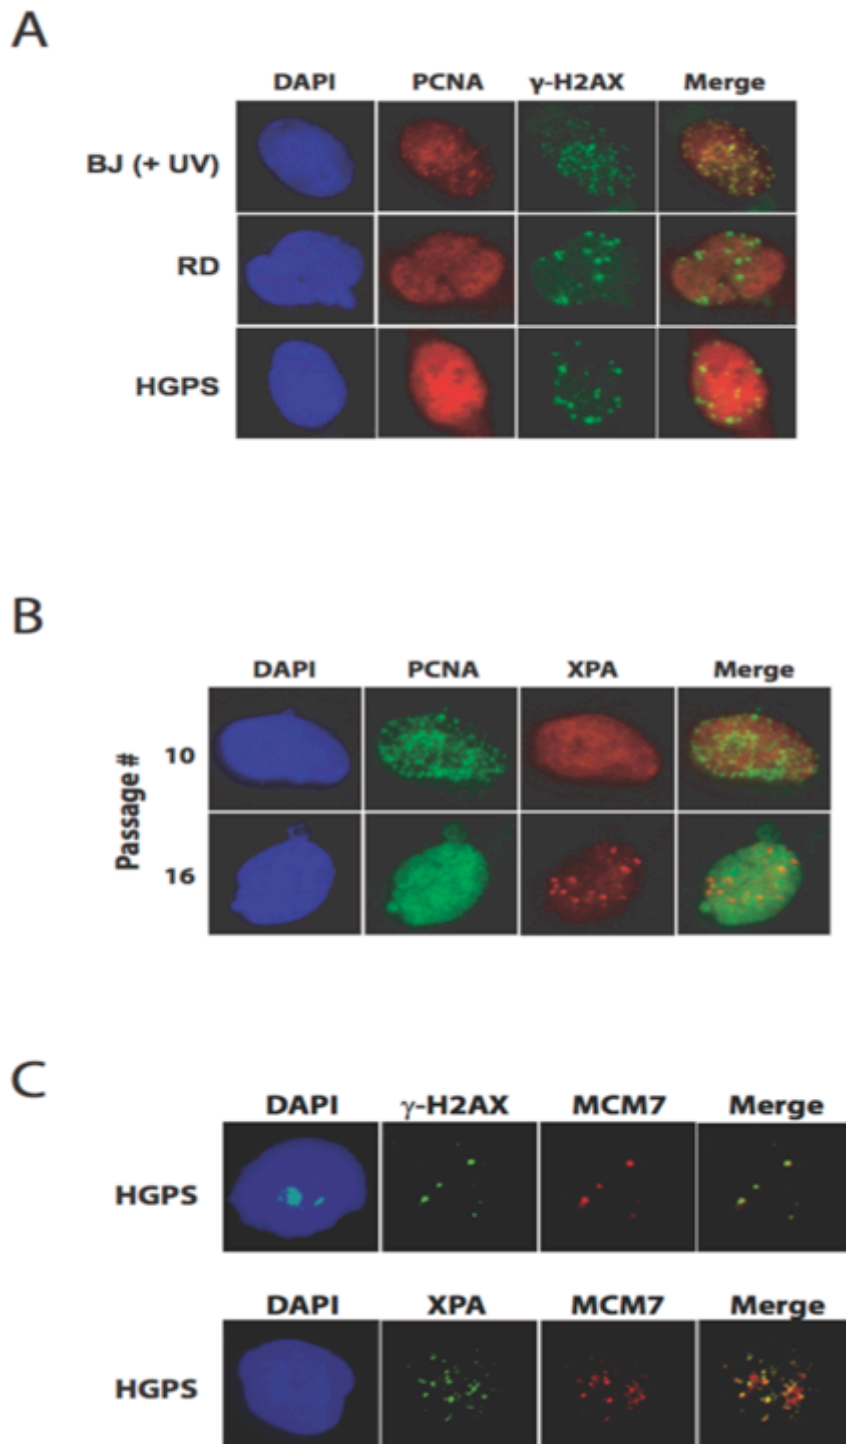 A
DAPI PCNA γ-H2AX Merge
BJ (+ UV)
RD
HGPS
B
DAPI PCNA XPA Merge
Passage #
10
16
C
DAPI γ-H2AX MCM7 Merge
HGPS
DAPI XPA MCM7 Merge
HGPS